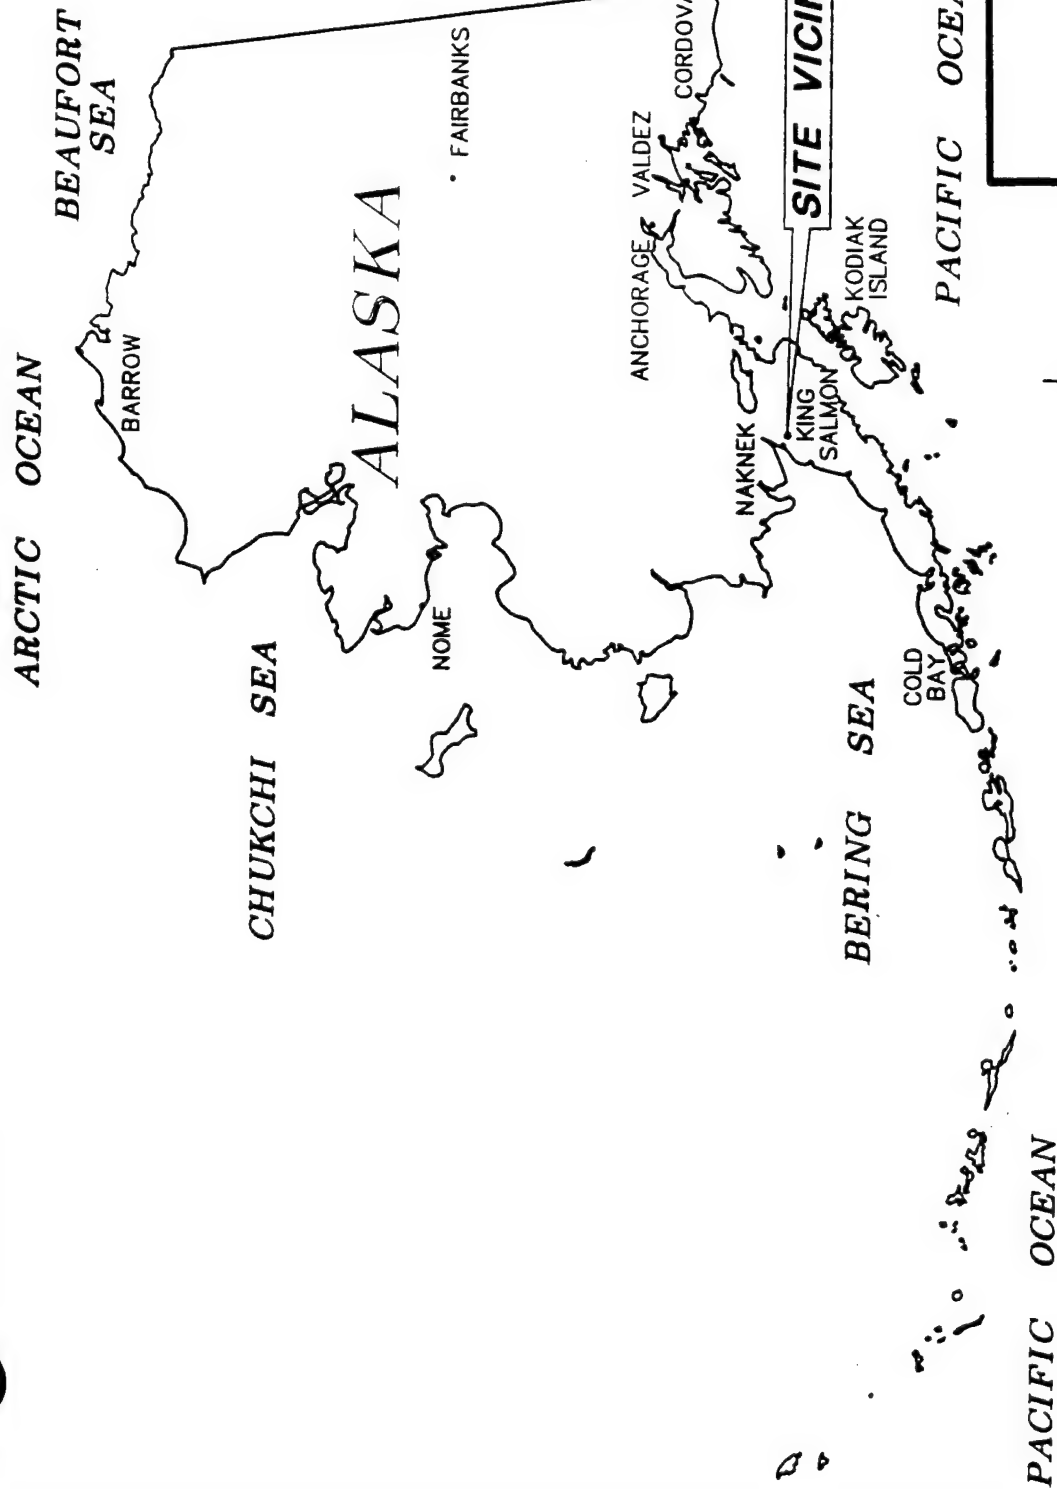 ARCTIC OCEAN
BEAUFORT
SEA
BARROW
CHUKCHI SEA
ALASKA
FAIRBANKS
NOME
ANCHORAGE
VALDEZ
CORDOVA
NAKNEK
KING
SALMON
SITE VICIN
KODIAK
ISLAND
COLD
BAY
BERING SEA
PACIFIC OCEA
PACIFIC OCEAN